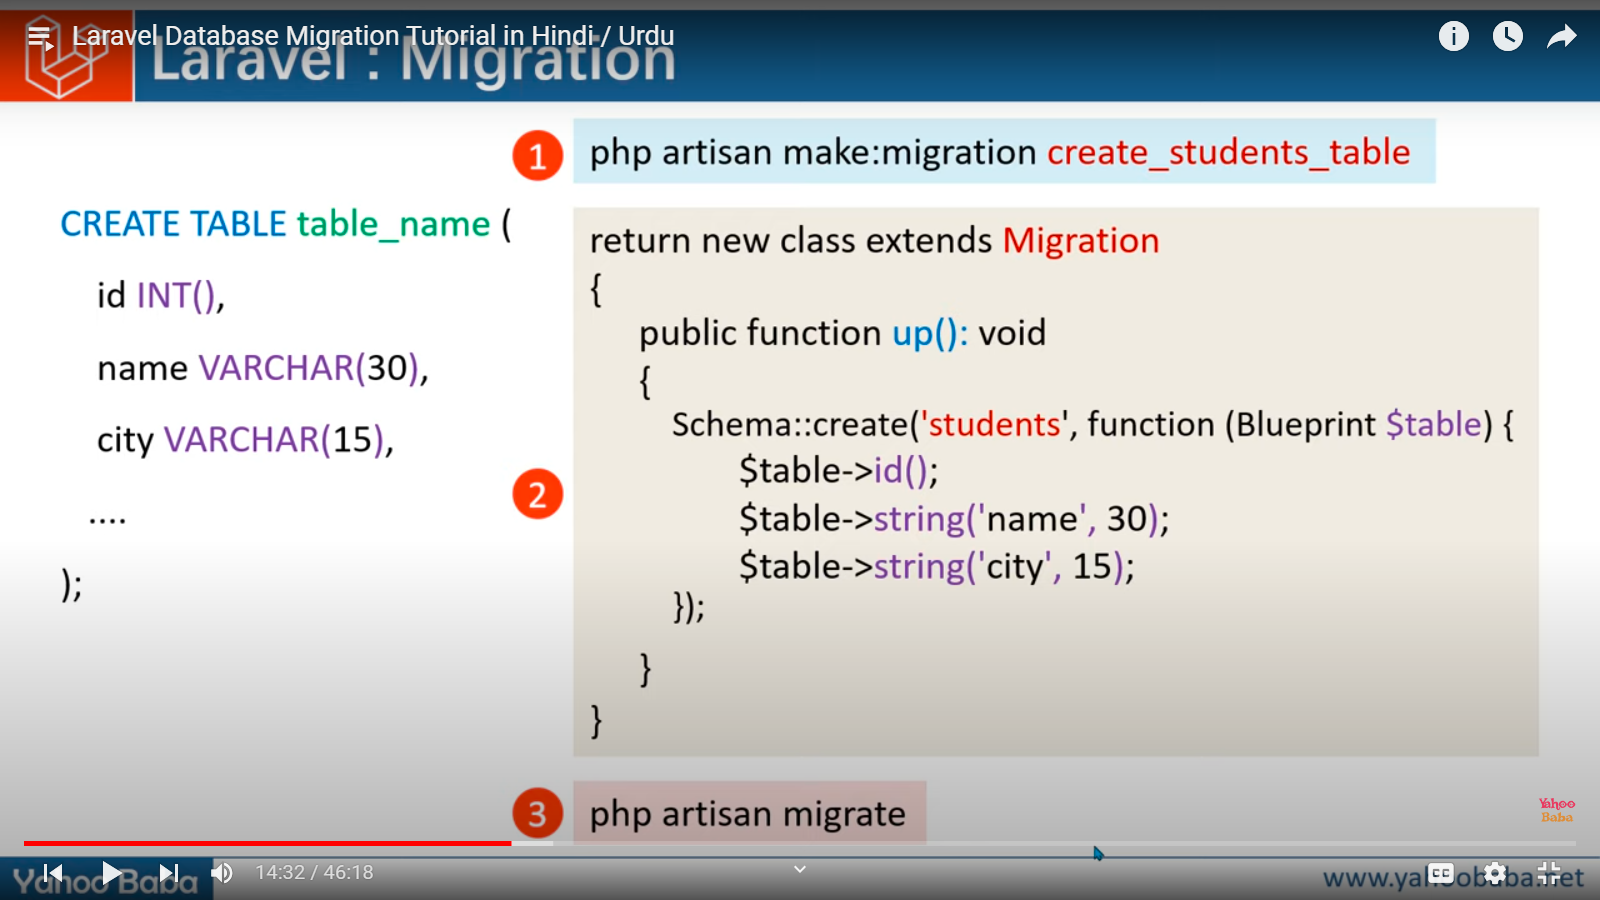 Laravel Database Migration Tutorial in Hindi / Urdu
Laravel : Migration
1
php artisan make:migration create_students_table
CREATE TABLE table_name (
id INT(),
name VARCHAR(30),
city VARCHAR(15),
....
);
2
return new class extends Migration
{
public function up(): void
{
Schema::create('students', function (Blueprint $table) {
$table->id();
$table->string('name', 30);
$table->string('city', 15);
});
}
}
3
php artisan migrate
Yahoo
Baba
Yahoo Baba
14:32 / 46:18
CC
www.yahoobaba.net